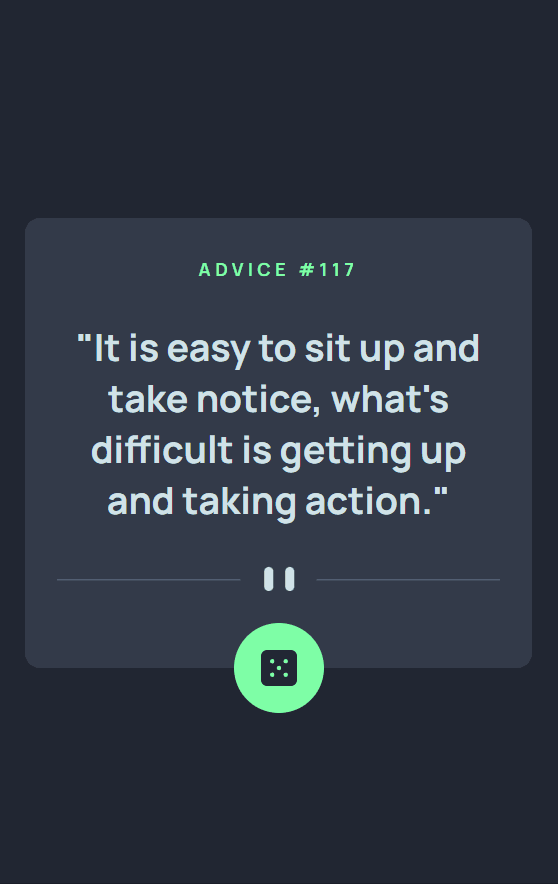 ADVICE #117
"It is easy to sit up and
take notice, what's
difficult is getting up
and taking action."